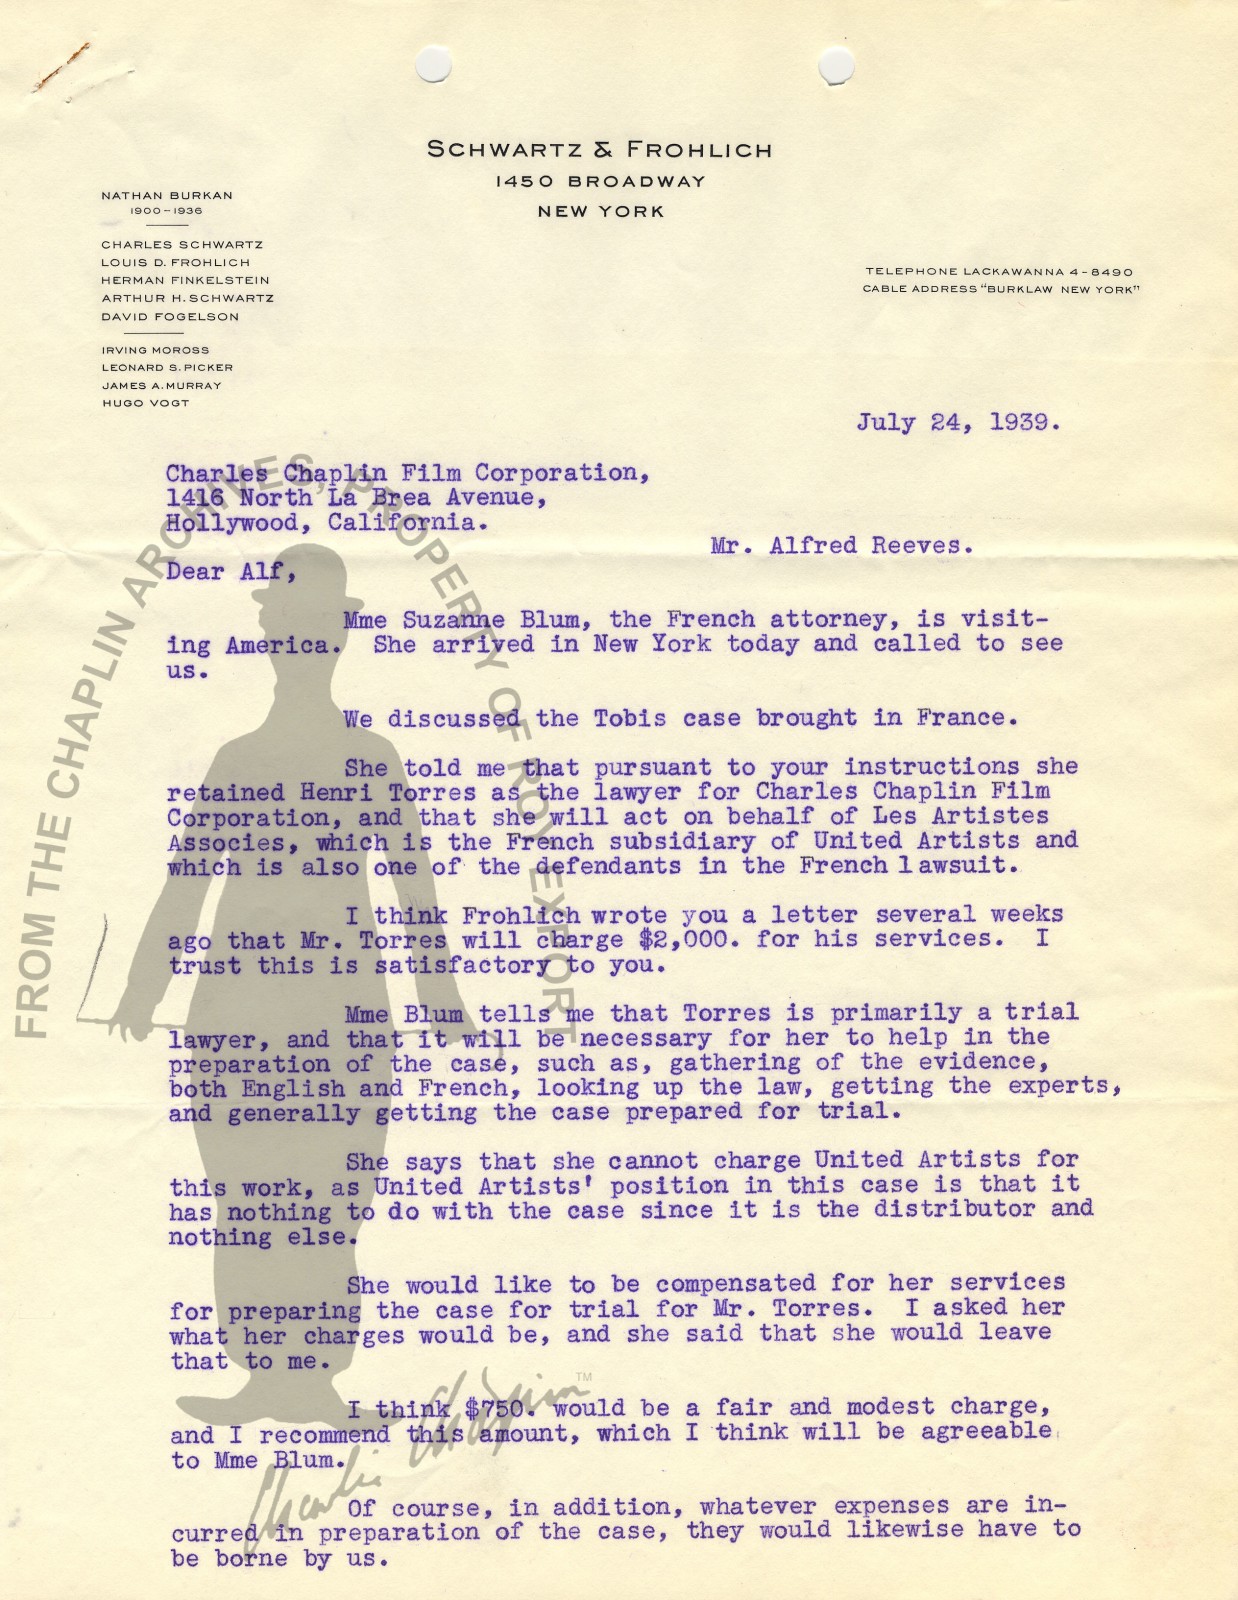 SCHWARTZ & FROHLICH
1450 BROADWAY
NEW YORK
NATHAN BURKAN
1900-1936
CHARLES SCHWARTZ
LOUIS D. FROHLICH
HERMAN FINKELSTEIN
ARTHUR H. SCHWARTZ
DAVID FOGELSON
IRVING MOROSS
LEONARD S. PICKER
JAMES A. MURRAY
HUGO VOGT
TELEPHONE LACKAWANNA 4-8490
CABLE ADDRESS "BURKLAW NEW YORK"
July 24, 1939.
Charles Chaplin Film Corporation,
1416 North La Brea Avenue,
Hollywood, California.
Mr. Alfred Reeves.
Dear Alf,
Mme Suzanne Blum, the French attorney, is visit-
ing America. She arrived in New York today and called to see
us.
We discussed the Tobis case brought in France.
She told me that pursuant to your instructions she
retained Henri Torres as the lawyer for Charles Chaplin Film
Corporation, and that she will act on behalf of Les Artistes
Associes, which is the French subsidiary of United Artists and
which is also one of the defendants in the French lawsuit.
I think Frohlich wrote you a letter several weeks
ago that Mr. Torres will charge $2,000. for his services. I
trust this is satisfactory to you.
Mme Blum tells me that Torres is primarily a trial
lawyer, and that it will be necessary for her to help in the
preparation of the case, such as, gathering of the evidence,
both English and French, looking up the law, getting the experts,
and generally getting the case prepared for trial.
She says that she cannot charge United Artists for
this work, as United Artists' position in this case is that it
has nothing to do with the case since it is the distributor and
nothing else.
She would like to be compensated for her services
for preparing the case for trial for Mr. Torres. I asked her
what her charges would be, and she said that she would leave
that to me.
I think $750. would be a fair and modest charge,
and I recommend this amount, which I think will be agreeable
to Mme Blum.
Of course, in addition, whatever expenses are in-
curred in preparation of the case, they would likewise have to
be borne by us.
FROM THE CHAPLIN ARCHIVES, PROPERTY OF ROY EXPORT
Charlie Chaplin TM